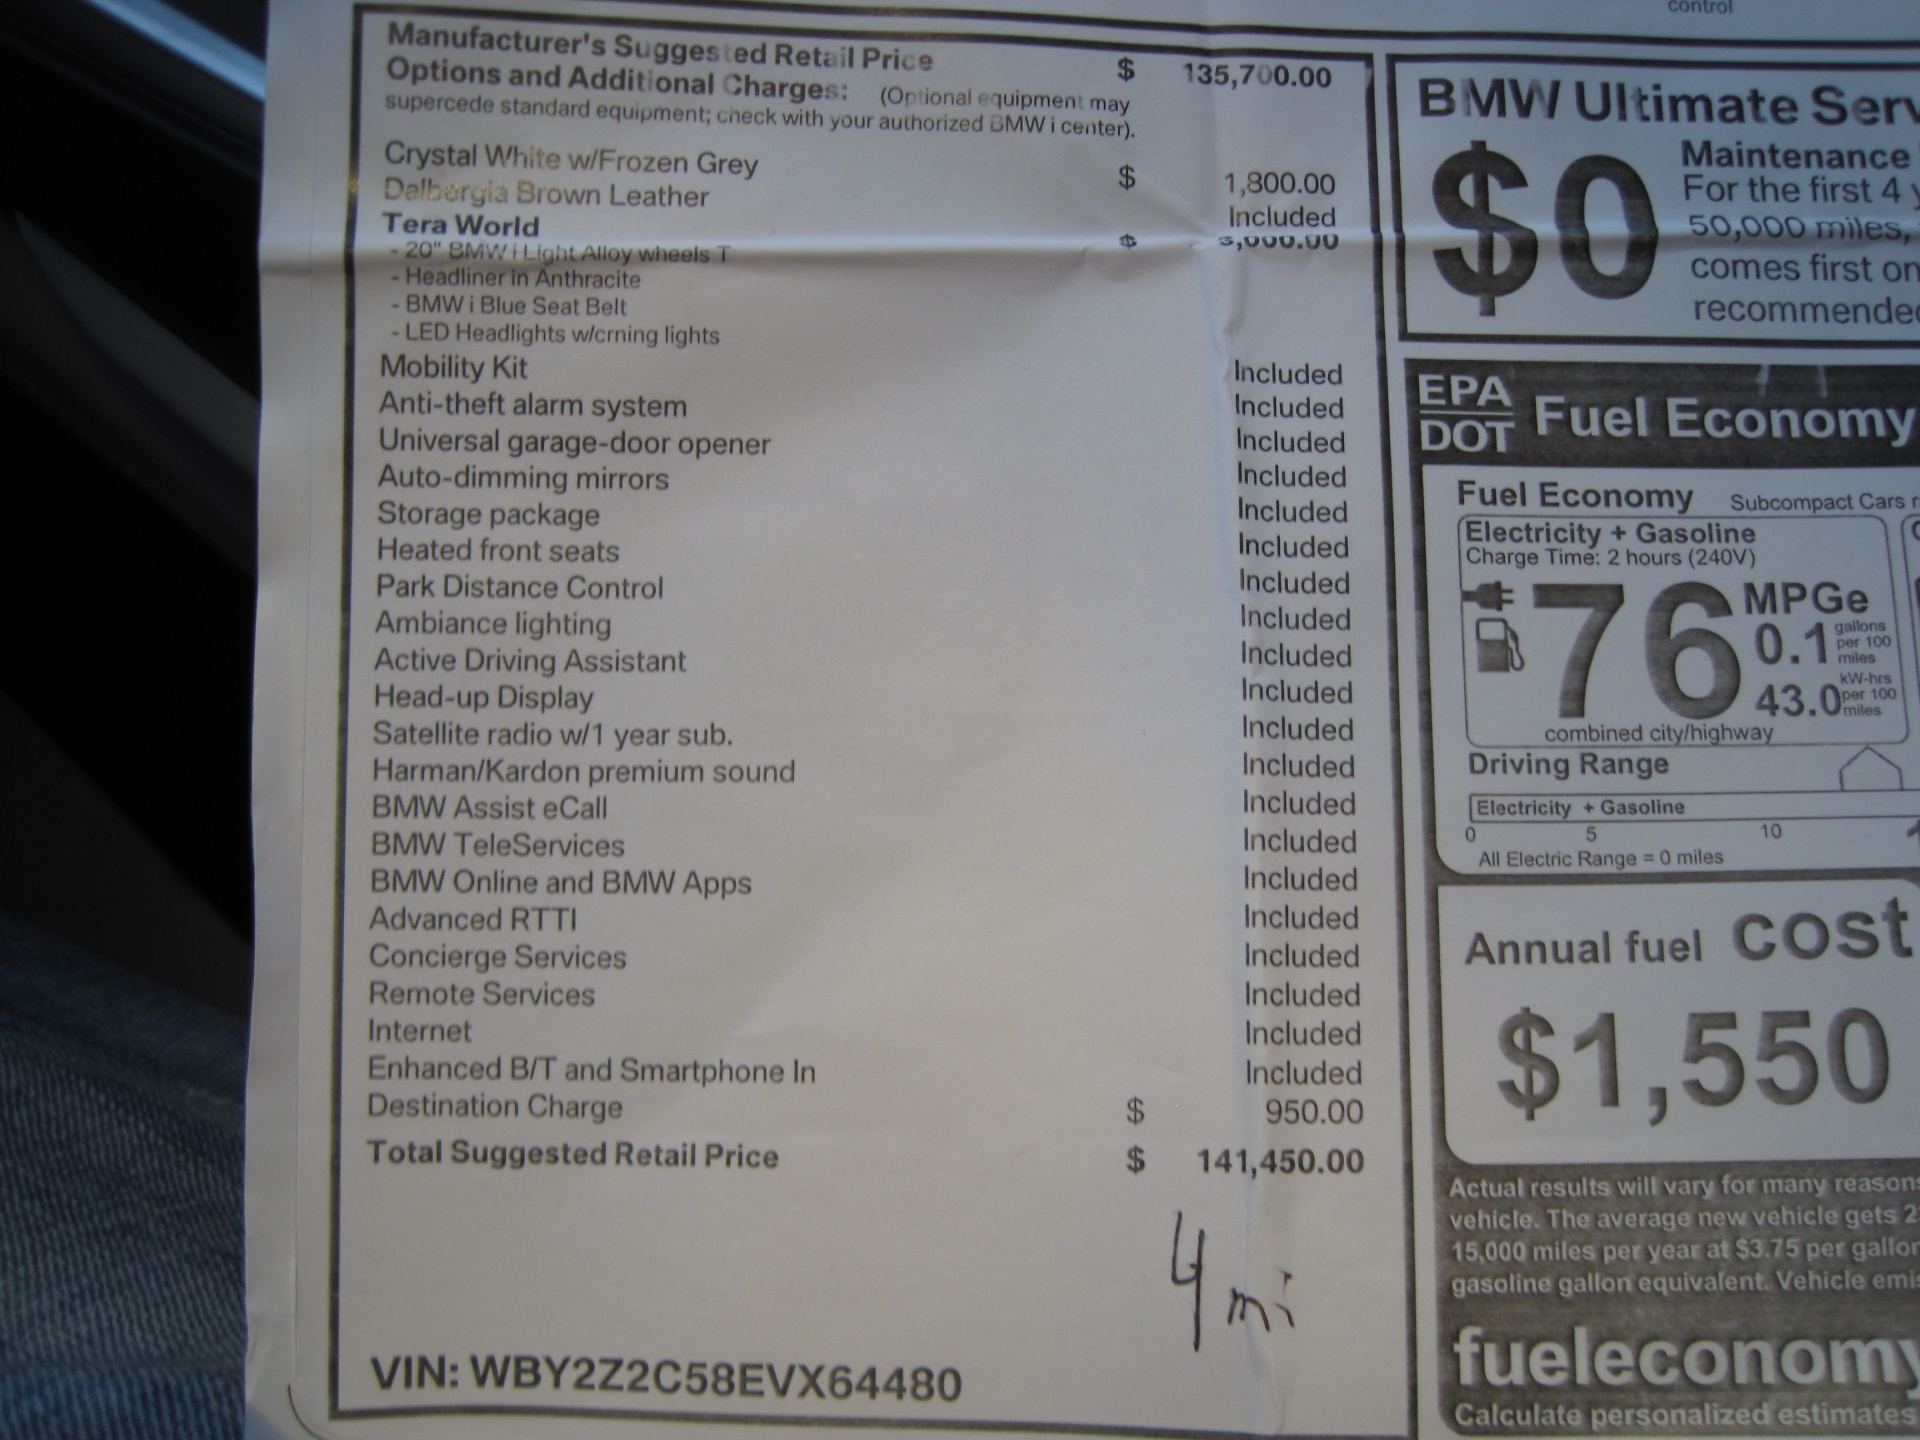 control
Manufacturer's Suggested Retail Price $ 135,700.00
Options and Additional Charges: (Optional equipment may
supercede standard equipment; check with your authorized BMW i center).
Crystal White w/Frozen Grey $ 1,800.00
Dalbergia Brown Leather Included
Tera World $ 3,000.00
- 20" BMW i Light Alloy wheels T
- Headliner in Anthracite
- BMW i Blue Seat Belt
- LED Headlights w/crning lights
Mobility Kit Included
Anti-theft alarm system Included
Universal garage-door opener Included
Auto-dimming mirrors Included
Storage package Included
Heated front seats Included
Park Distance Control Included
Ambiance lighting Included
Active Driving Assistant Included
Head-up Display Included
Satellite radio w/1 year sub. Included
Harman/Kardon premium sound Included
BMW Assist eCall Included
BMW TeleServices Included
BMW Online and BMW Apps Included
Advanced RTTI Included
Concierge Services Included
Remote Services Included
Internet Included
Enhanced B/T and Smartphone In Included
Destination Charge $ 950.00
Total Suggested Retail Price $ 141,450.00
4 mi
VIN: WBY2Z2C58EVX64480
BMW Ultimate Serv
$0
Maintenance
For the first 4 y
50,000 miles,
comes first on
recommended
EPA
DOT
Fuel Economy
Fuel Economy Subcompact Cars r
Electricity + Gasoline
Charge Time: 2 hours (240V)
76 MPGe
0.1 gallons per 100 miles
43.0 kW-hrs per 100 miles
combined city/highway
Driving Range
Electricity + Gasoline
0 5 10
All Electric Range = 0 miles
Annual fuel cost
$1,550
Actual results will vary for many reasons
vehicle. The average new vehicle gets 2
15,000 miles per year at $3.75 per gallon
gasoline gallon equivalent. Vehicle emis
fueleconomy
Calculate personalized estimates